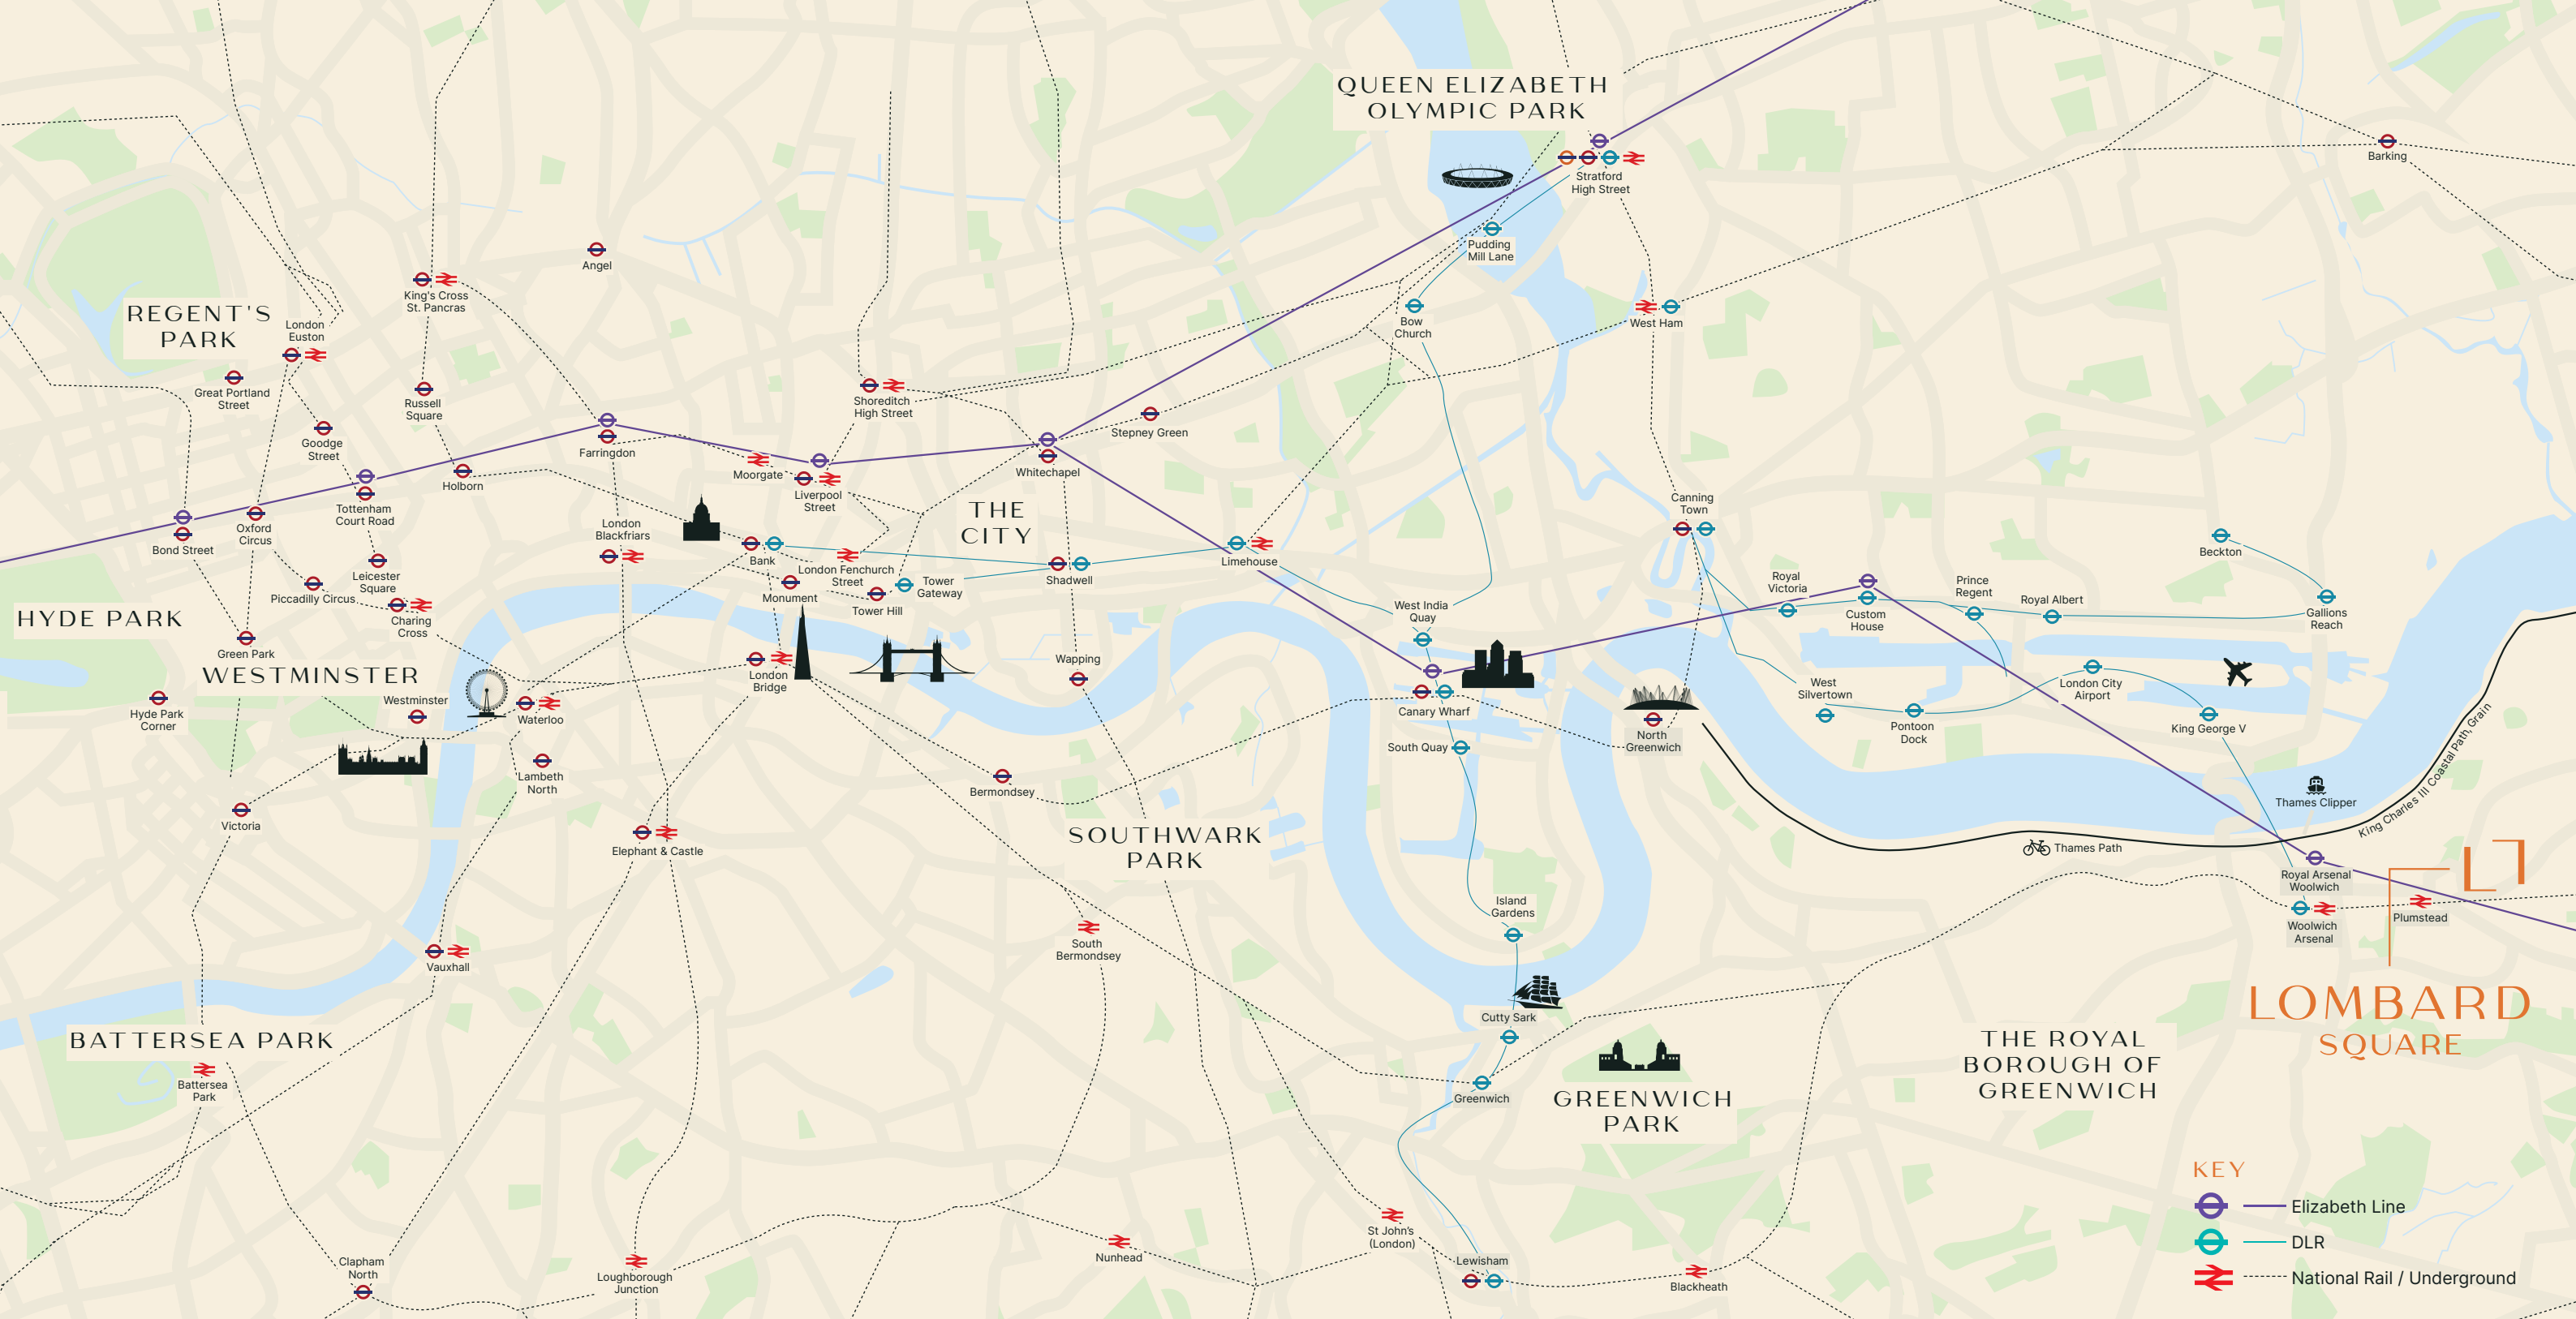 QUEEN ELIZABETH
OLYMPIC PARK
Stratford
High Street
Barking
Pudding
Mill Lane
Angel
King's Cross
St. Pancras
REGENT'S
PARK
London
Euston
Bow
Church
West Ham
Great Portland
Street
Russell
Square
Shoreditch
High Street
Goodge
Street
Stepney Green
Farringdon
Moorgate
Whitechapel
Holborn
Liverpool
Street
Tottenham
Court Road
Oxford
Circus
Bond Street
London
Blackfriars
THE
CITY
Canning
Town
Beckton
Bank
London Fenchurch
Street
Limehouse
Leicester
Square
Shadwell
Tower
Gateway
Piccadilly Circus
Monument
Tower Hill
Royal
Victoria
Prince
Regent
Royal Albert
Custom
House
Gallions
Reach
HYDE PARK
Charing
Cross
West India
Quay
Green Park
WESTMINSTER
Wapping
London
Bridge
Westminster
Waterloo
Hyde Park
Corner
Canary Wharf
West
Silvertown
London City
Airport
Pontoon
Dock
King George V
North
Greenwich
South Quay
Lambeth
North
Bermondsey
Victoria
Thames Clipper
King Charles III Coastal Path, Grain
Elephant & Castle
SOUTHWARK
PARK
Thames Path
Royal Arsenal
Woolwich
Plumstead
Woolwich
Arsenal
Island
Gardens
South
Bermondsey
Vauxhall
LOMBARD
SQUARE
Cutty Sark
BATTERSEA PARK
Battersea
Park
THE ROYAL
BOROUGH OF
GREENWICH
Greenwich
GREENWICH
PARK
St John's
(London)
Nunhead
Lewisham
Blackheath
Clapham
North
Loughborough
Junction
KEY
Elizabeth Line
DLR
National Rail / Underground